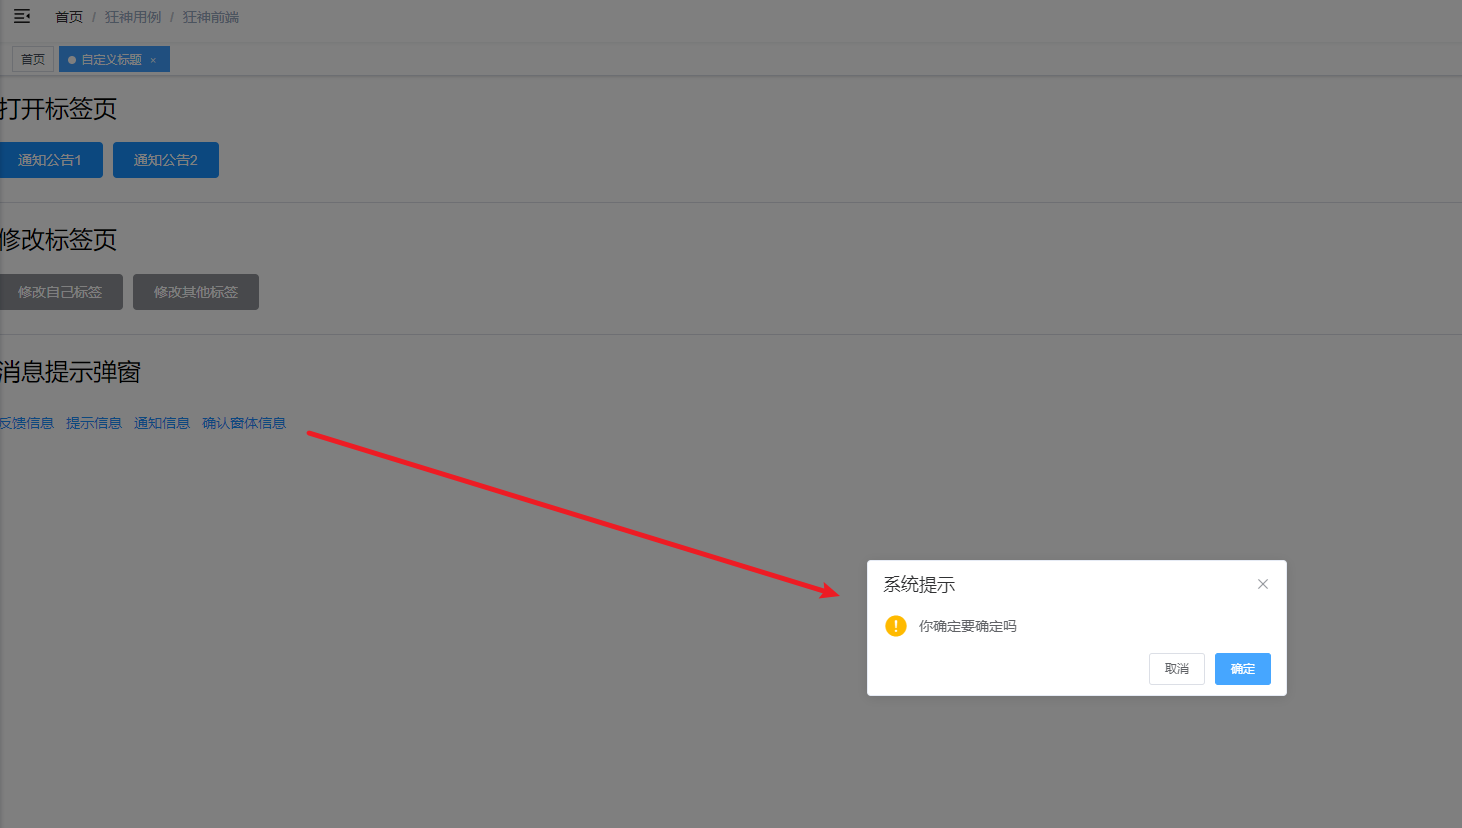 首页 / 狂神用例 / 狂神前端
首页 自定义标题 ×
打开标签页
通知公告1 通知公告2
修改标签页
修改自己标签 修改其他标签
消息提示弹窗
反馈信息 提示信息 通知信息 确认窗体信息
系统提示
你确定要确定吗
取消 确定